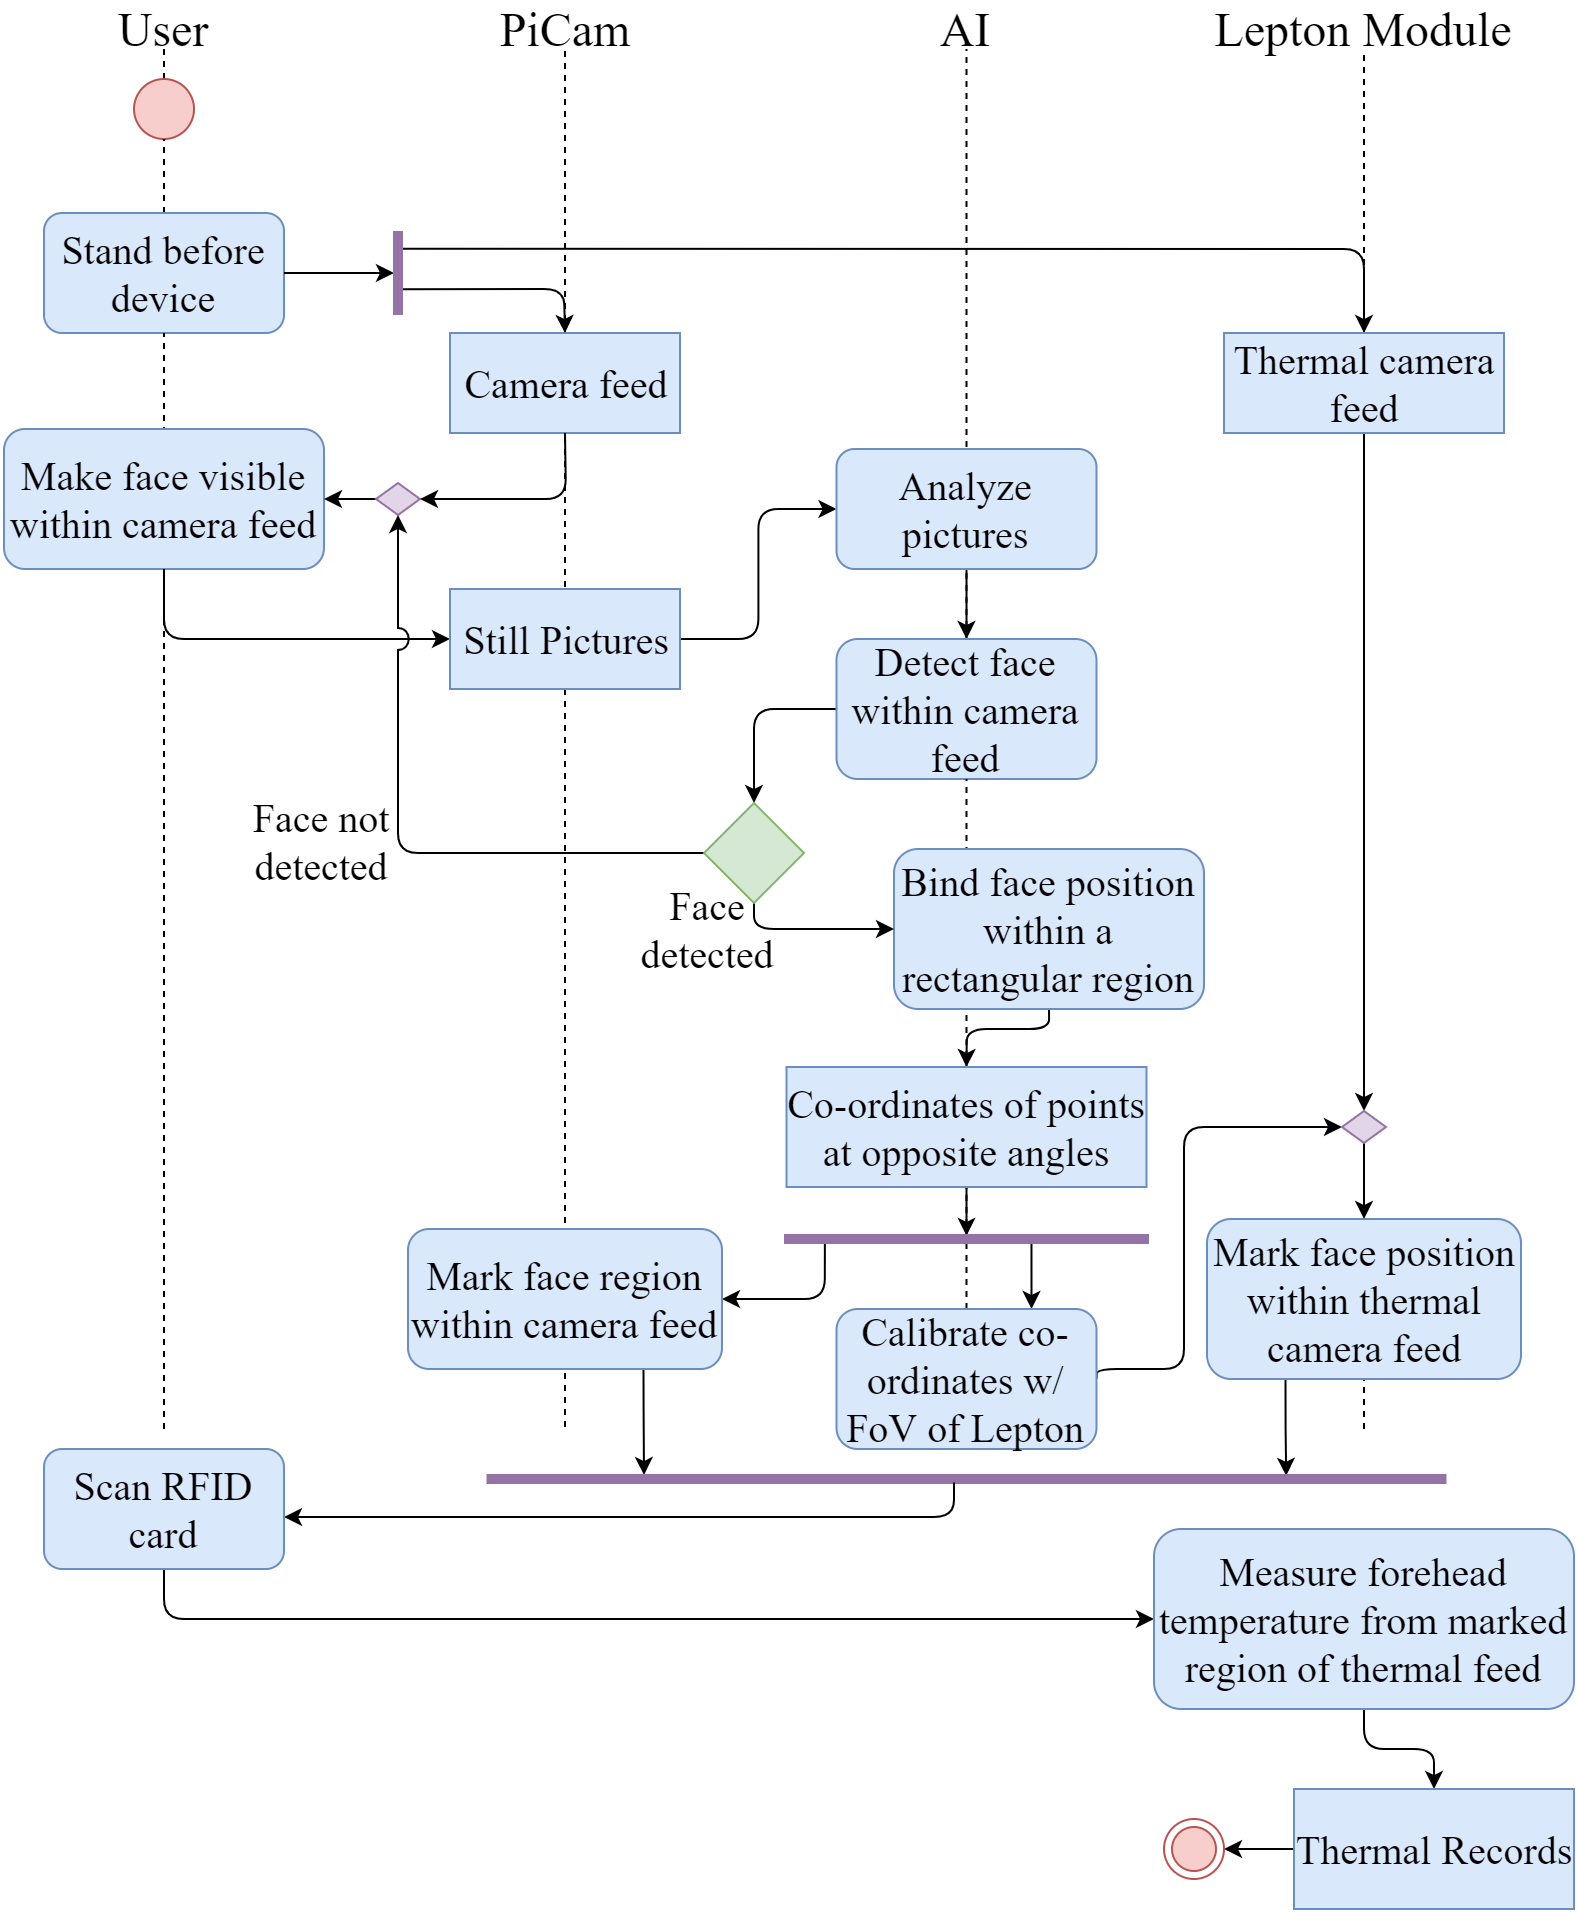 User
PiCam
AI
Lepton Module
Stand before
device
Camera feed
Thermal camera
feed
Make face visible
within camera feed
Analyze
pictures
Still Pictures
Detect face
within camera
feed
Face not
detected
Face
detected
Bind face position
within a
rectangular region
Co-ordinates of points
at opposite angles
Mark face region
within camera feed
Calibrate co-
ordinates w/
FoV of Lepton
Mark face position
within thermal
camera feed
Scan RFID
card
Measure forehead
temperature from marked
region of thermal feed
Thermal Records